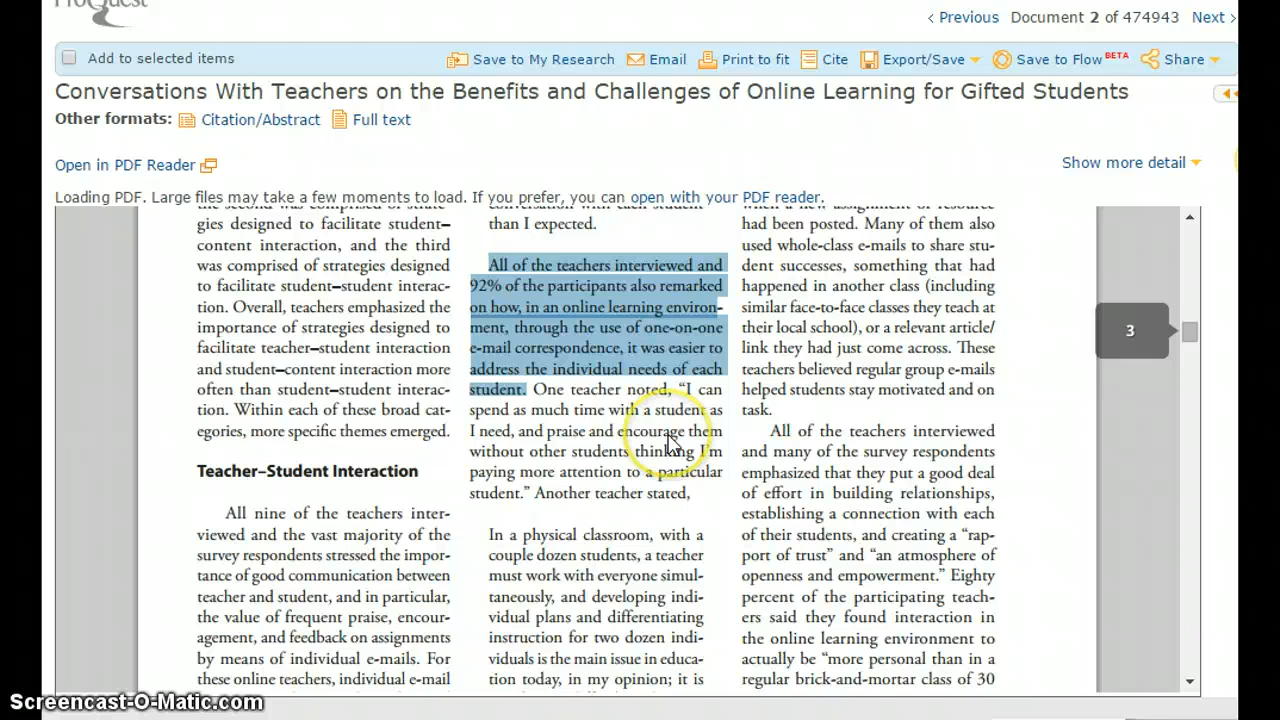 ProQuest
< Previous Document 2 of 474943 Next >
Add to selected items
Save to My Research Email Print to fit Cite Export/Save Save to Flow BETA Share
Conversations With Teachers on the Benefits and Challenges of Online Learning for Gifted Students
Other formats: Citation/Abstract Full text
Open in PDF Reader
Show more detail
Loading PDF. Large files may take a few moments to load. If you prefer, you can open with your PDF reader.
gies designed to facilitate student–
content interaction, and the third
was comprised of strategies designed
to facilitate student–student interac-
tion. Overall, teachers emphasized the
importance of strategies designed to
facilitate teacher–student interaction
and student–content interaction more
often than student–student interac-
tion. Within each of these broad cat-
egories, more specific themes emerged.
Teacher–Student Interaction
All nine of the teachers inter-
viewed and the vast majority of the
survey respondents stressed the impor-
tance of good communication between
teacher and student, and in particular,
the value of frequent praise, encour-
agement, and feedback on assignments
by means of individual e-mails. For
these online teachers, individual e-mail
conversation with each student
than I expected.
All of the teachers interviewed and
92% of the participants also remarked
on how, in an online learning environ-
ment, through the use of one-on-one
e-mail correspondence, it was easier to
address the individual needs of each
student. One teacher noted, “I can
spend as much time with a student as
I need, and praise and encourage them
without other students thinking I’m
paying more attention to a particular
student.” Another teacher stated,
In a physical classroom, with a
couple dozen students, a teacher
must work with everyone simul-
taneously, and developing indi-
vidual plans and differentiating
instruction for two dozen indi-
viduals is the main issue in educa-
tion today, in my opinion; it is
when a new assignment or resource
had been posted. Many of them also
used whole-class e-mails to share stu-
dent successes, something that had
happened in another class (including
similar face-to-face classes they teach at
their local school), or a relevant article/
link they had just come across. These
teachers believed regular group e-mails
helped students stay motivated and on
task.
All of the teachers interviewed
and many of the survey respondents
emphasized that they put a good deal
of effort in building relationships,
establishing a connection with each
of their students, and creating a “rap-
port of trust” and “an atmosphere of
openness and empowerment.” Eighty
percent of the participating teach-
ers said they found interaction in
the online learning environment to
actually be “more personal than in a
regular brick-and-mortar class of 30
3
Screencast-O-Matic.com